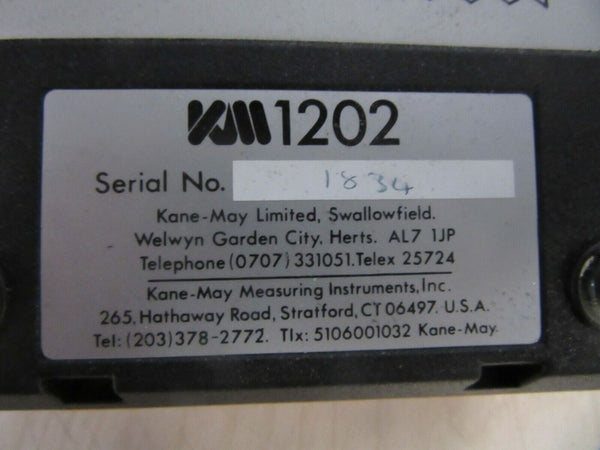 KM1202
Serial No. 1834
Kane-May Limited, Swallowfield.
Welwyn Garden City, Herts. AL7 1JP
Telephone (0707) 331051. Telex 25724
Kane-May Measuring Instruments, Inc.
265, Hathaway Road, Stratford, CT 06497. U.S.A.
Tel: (203)-378-2772. Tlx: 5106001032 Kane-May.